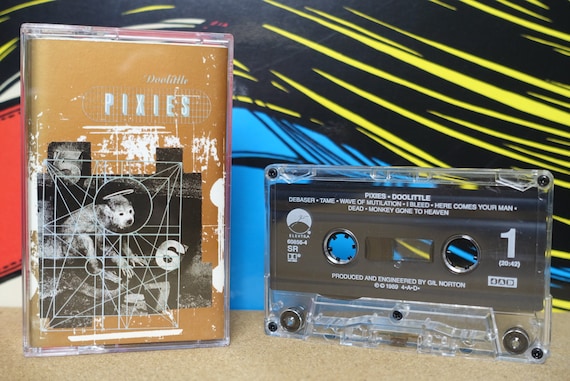 Doolittle
PIXIES
5
6
PIXIES • DOOLITTLE
DEBASER • TAME • WAVE OF MUTILATION • I BLEED • HERE COMES YOUR MAN •
DEAD • MONKEY GONE TO HEAVEN
ELEKTRA
60856-4
SR
1
(20:42)
PRODUCED AND ENGINEERED BY GIL NORTON
℗ © 1989 4•A•D•
4AD